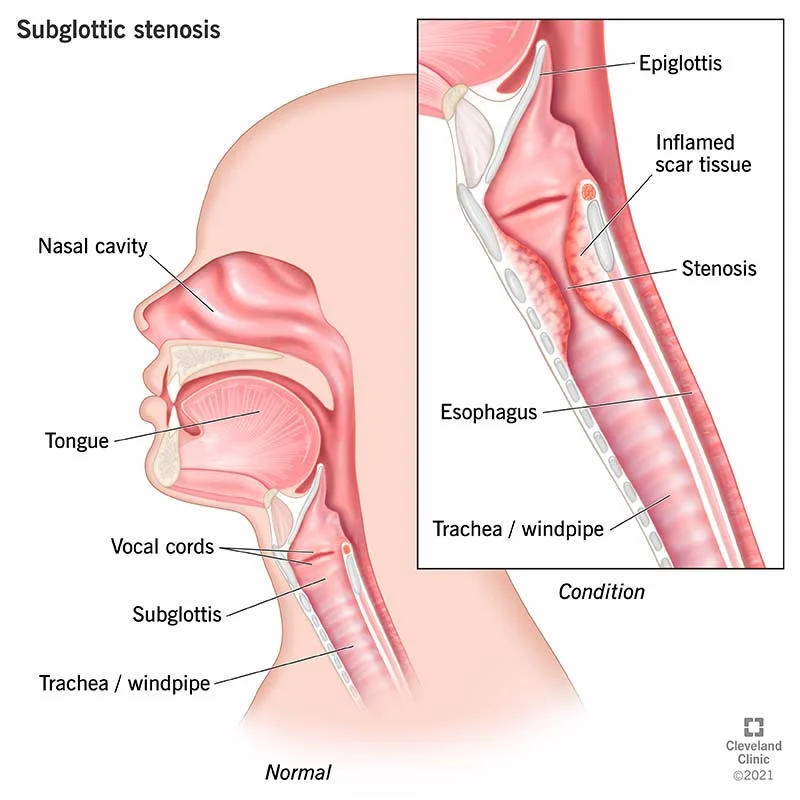 Subglottic stenosis
Nasal cavity
Tongue
Vocal cords
Subglottis
Trachea / windpipe
Normal
Epiglottis
Inflamed
scar tissue
Stenosis
Esophagus
Trachea / windpipe
Condition
Cleveland
Clinic
©2021